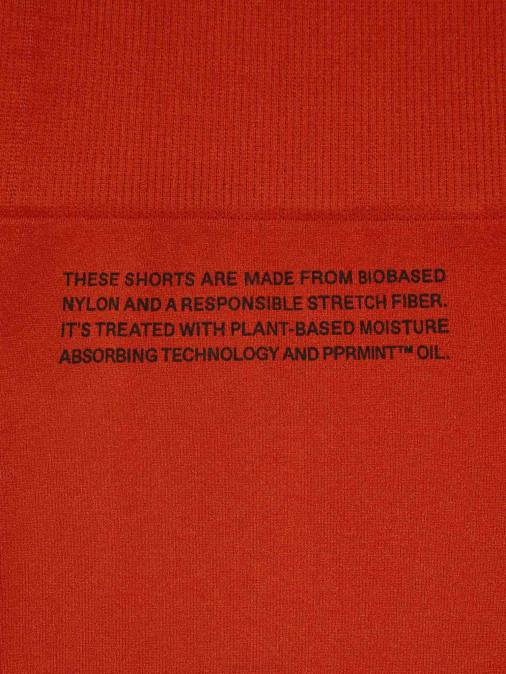 THESE SHORTS ARE MADE FROM BIOBASED
NYLON AND A RESPONSIBLE STRETCH FIBER.
IT'S TREATED WITH PLANT-BASED MOISTURE
ABSORBING TECHNOLOGY AND PPRMINT™ OIL.